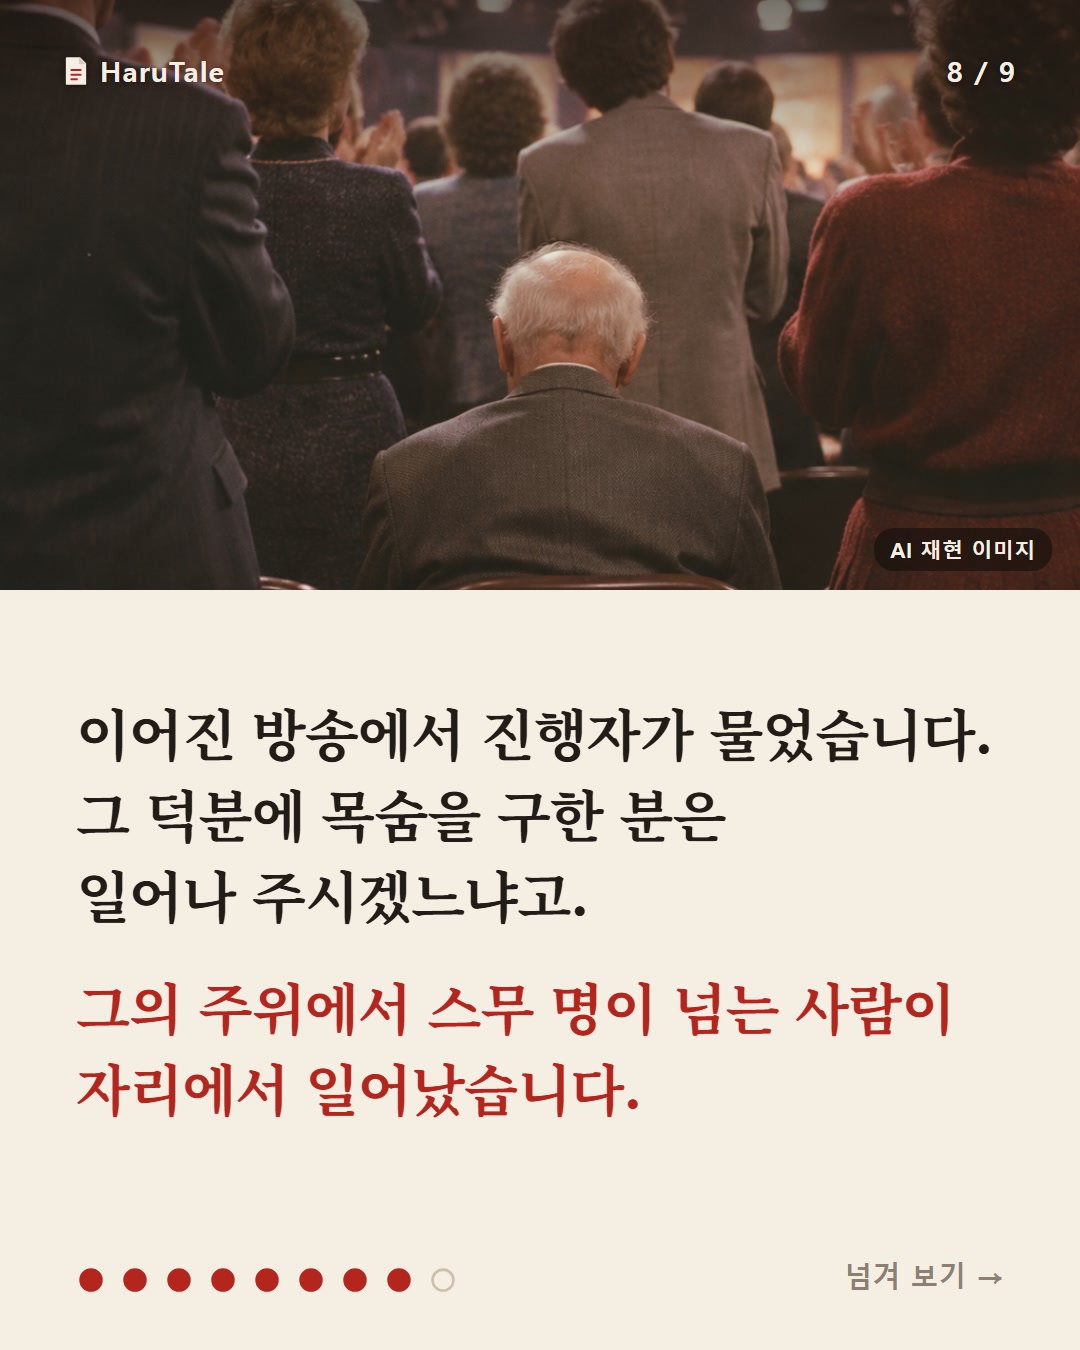 HaruTale
8 / 9
AI 재현 이미지
이어진 방송에서 진행자가 물었습니다.
그 덕분에 목숨을 구한 분은
일어나 주시겠느냐고.
그의 주위에서 스무 명이 넘는 사람이
자리에서 일어났습니다.
넘겨 보기 →